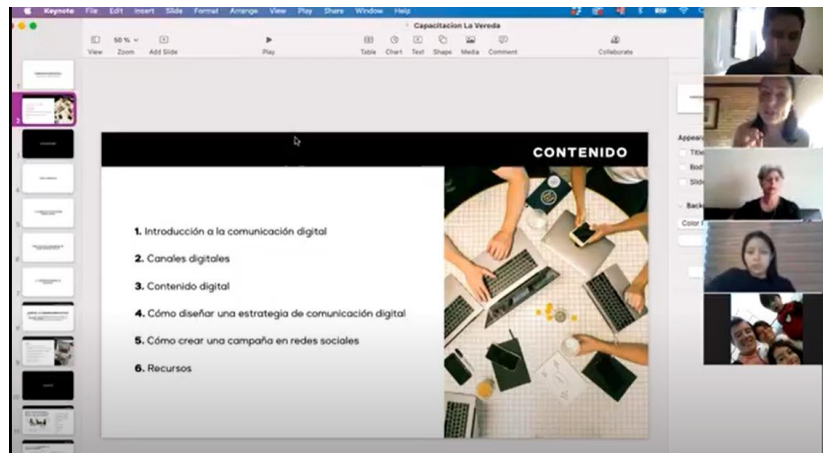 Keynote File Edit Insert Slide Format Arrange View Play Share Window Help
Capacitacion La Vereda
50 %
View Zoom Add Slide Play Table Chart Text Shape Media Comment Collaborate
CONTENIDO
1. Introducción a la comunicación digital
2. Canales digitales
3. Contenido digital
4. Cómo diseñar una estrategia de comunicación digital
5. Cómo crear una campaña en redes sociales
6. Recursos